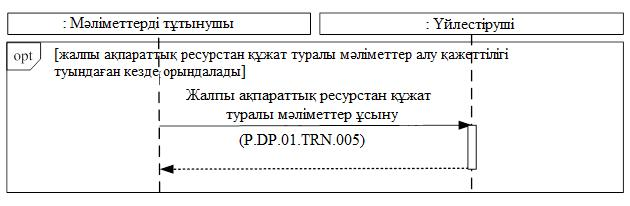 : Мәліметтерді тұтынушы
: Үйлестіруші
opt
[жалпы ақпараттық ресурстан құжат туралы мәліметтер алу қажеттілігі
туындаған кезде орындалады]
Жалпы ақпараттық ресурстан құжат
туралы мәліметтер ұсыну
(P.DP.01.TRN.005)